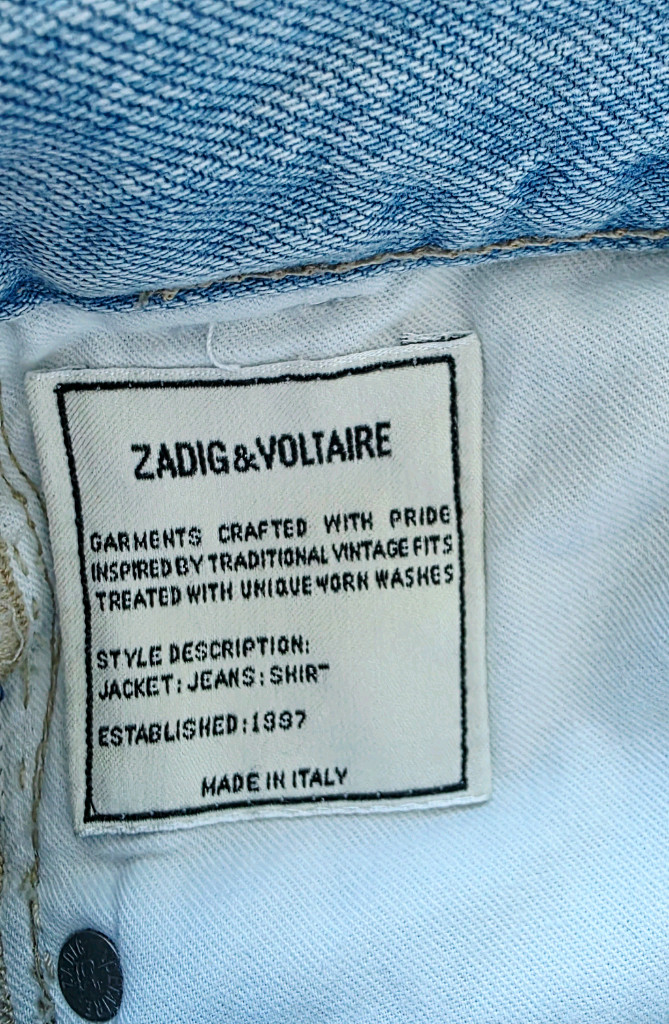 ZADIG&VOLTAIRE
GARMENTS CRAFTED WITH PRIDE
INSPIRED BY TRADITIONAL VINTAGE FITS
TREATED WITH UNIQUE WORN WASHES
STYLE DESCRIPTION:
JACKET:JEANS:SHIRT
ESTABLISHED:1997
MADE IN ITALY